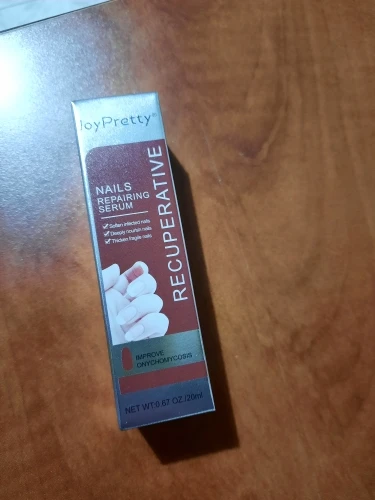 JoyPretty®
NAILS
REPAIRING
SERUM
Soften infected nails
Deeply nourish nails
Thicken fragile nails
RECUPERATIVE
IMPROVE
ONYCHOMYCOSIS
NET WT:0.67 OZ./20ml